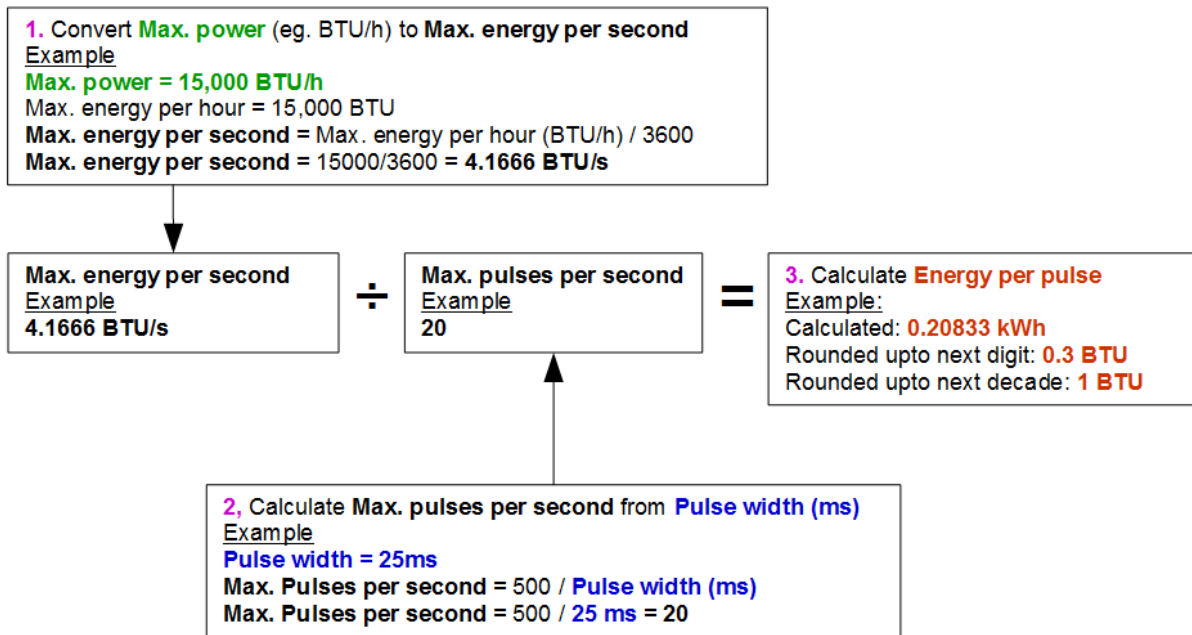 1. Convert Max. power (eg. BTU/h) to Max. energy per second
Example
Max. power = 15,000 BTU/h
Max. energy per hour = 15,000 BTU
Max. energy per second = Max. energy per hour (BTU/h) / 3600
Max. energy per second = 15000/3600 = 4.1666 BTU/s
Max. energy per second
Example
4.1666 BTU/s
÷
Max. pulses per second
Example
20
=
3. Calculate Energy per pulse
Example:
Calculated: 0.20833 kWh
Rounded upto next digit: 0.3 BTU
Rounded upto next decade: 1 BTU
2, Calculate Max. pulses per second from Pulse width (ms)
Example
Pulse width = 25ms
Max. Pulses per second = 500 / Pulse width (ms)
Max. Pulses per second = 500 / 25 ms = 20